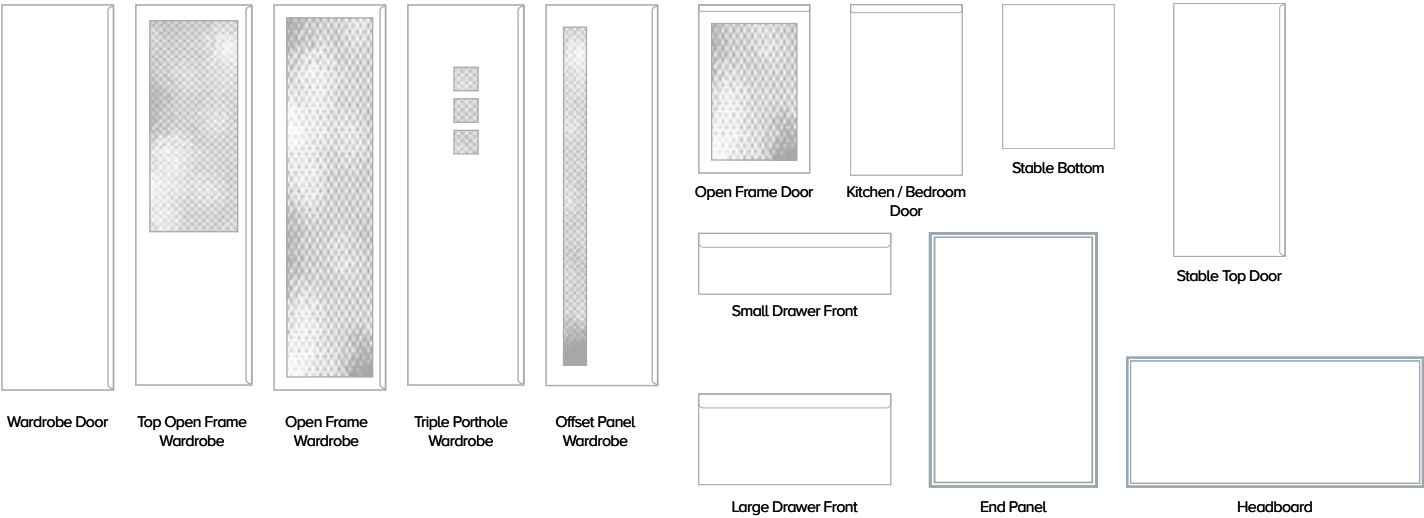 Wardrobe Door
Top Open Frame
Wardrobe
Open Frame
Wardrobe
Triple Porthole
Wardrobe
Offset Panel
Wardrobe
Open Frame Door
Kitchen / Bedroom
Door
Stable Bottom
Stable Top Door
Small Drawer Front
Large Drawer Front
End Panel
Headboard